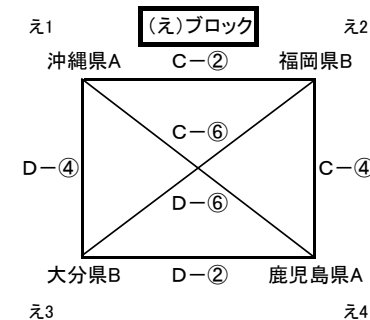 え1 (え)ブロック え2
沖縄県A C－② 福岡県B
C－⑥
D－④ C－④
D－⑥
大分県B D－② 鹿児島県A
え3 え4